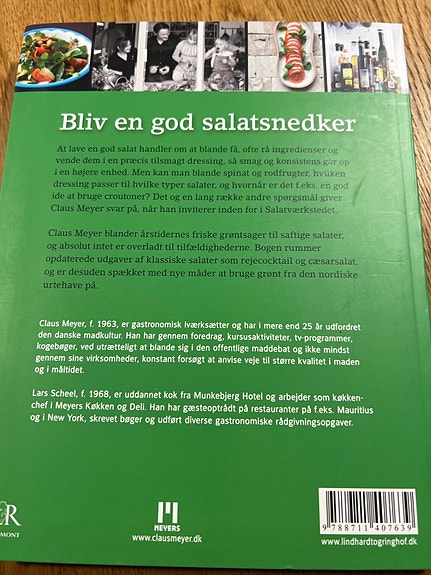 Bliv en god salatsnedker
At lave en god salat handler om at blande få, ofte rå ingredienser og
vende dem i en præcis tilsmagt dressing, så smag og konsistens går op
i en højere enhed. Men kan man blande spinat og rodfrugter, hvilken
dressing passer til hvilke typer salater, og hvornår er det f.eks. en god
ide at bruge croutoner? Det og en lang række andre spørgsmål giver
Claus Meyer svar på, når han inviterer inden for i Salatværkstedet.
Claus Meyer blander årstidernes friske grøntsager til saftige salater,
og absolut intet er overladt til tilfældighederne. Bogen rummer
opdaterede udgaver af klassiske salater som rejecocktail og cæsarsalat,
og er desuden spækket med nye måder at bruge grønt fra den nordiske
urtehave på.
Claus Meyer, f. 1963, er gastronomisk iværksætter og har i mere end 25 år udfordret
den danske madkultur. Han har gennem foredrag, kursusaktiviteter, tv-programmer,
kogebøger, ved utrætteligt at blande sig i den offentlige maddebat og ikke mindst
gennem sine virksomheder, konstant forsøgt at anvise veje til større kvalitet i maden
og i måltidet.
Lars Scheel, f. 1968, er uddannet kok fra Munkebjerg Hotel og arbejder som køkken-
chef i Meyers Køkken og Deli. Han har gæsteoptrådt på restauranter på f.eks. Mauritius
og i New York, skrevet bøger og udført diverse gastronomiske rådgivningsopgaver.
MEYERS
www.clausmeyer.dk
9 788711 407639
www.lindhardtogringhof.dk